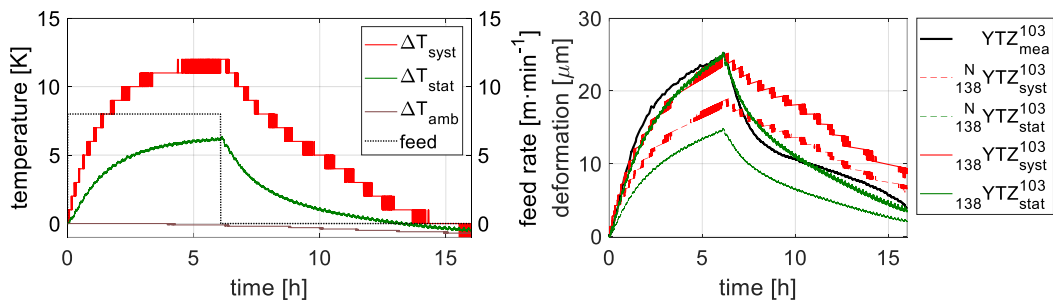 temperature [K]
15
10
5
0
0
5
10
15
time [h]
15
10
5
0
feed rate [m·min⁻¹]
ΔT_syst
ΔT_stat
ΔT_amb
feed
deformation [μm]
30
20
10
0
0
5
10
15
time [h]
YTZ^103_mea
^N_138YTZ^103_syst
^N_138YTZ^103_stat
_138YTZ^103_syst
_138YTZ^103_stat